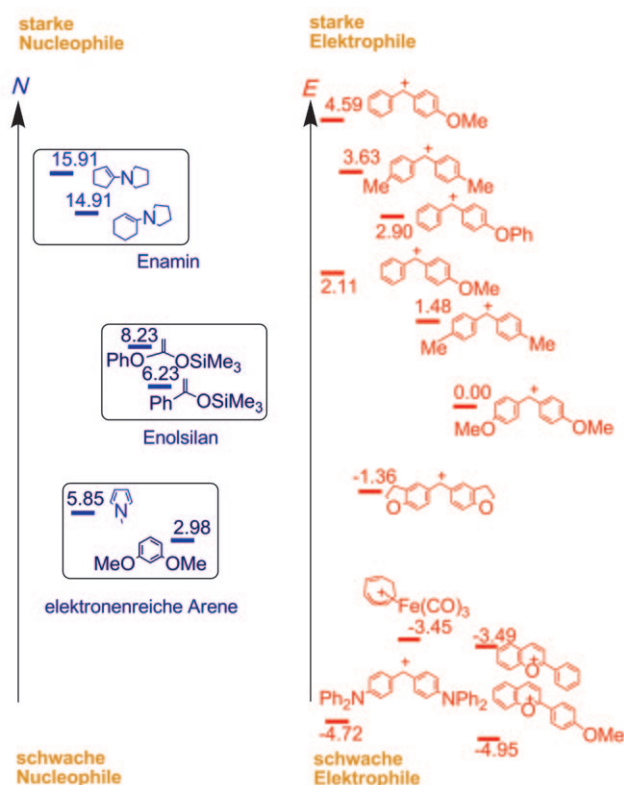 starke
Nucleophile
starke
Elektrophile
N
E
4.59
OMe
15.91
N
3.63
Me
Me
14.91
N
2.90
OPh
Enamin
2.11
OMe
1.48
Me
Me
8.23
PhO
OSiMe3
6.23
Ph
OSiMe3
0.00
MeO
OMe
Enolsilan
-1.36
O
O
5.85
N
2.98
MeO
OMe
elektronenreiche Arene
+
Fe(CO)3
-3.45
-3.49
O
+
Ph2N
NPh2
-4.72
O
+
OMe
-4.95
schwache
Nucleophile
schwache
Elektrophile